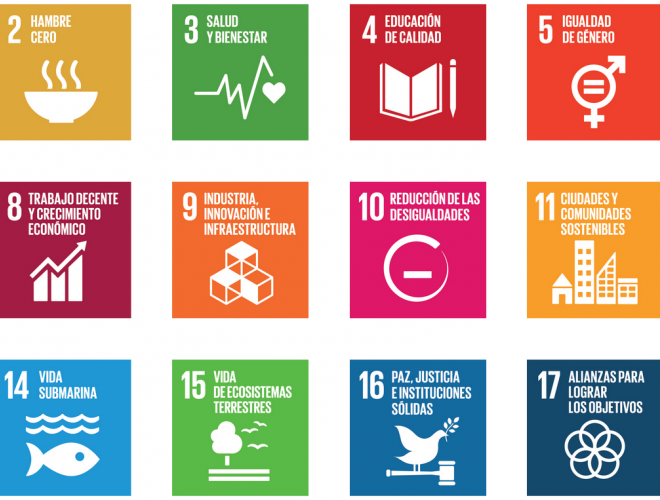 2 HAMBRE
CERO
3 SALUD
Y BIENESTAR
4 EDUCACIÓN
DE CALIDAD
5 IGUALDAD
DE GÉNERO
8 TRABAJO DECENTE
Y CRECIMIENTO
ECONÓMICO
9 INDUSTRIA,
INNOVACIÓN E
INFRAESTRUCTURA
10 REDUCCIÓN DE LAS
DESIGUALDADES
11 CIUDADES Y
COMUNIDADES
SOSTENIBLES
14 VIDA
SUBMARINA
15 VIDA
DE ECOSISTEMAS
TERRESTRES
16 PAZ, JUSTICIA
E INSTITUCIONES
SÓLIDAS
17 ALIANZAS PARA
LOGRAR
LOS OBJETIVOS